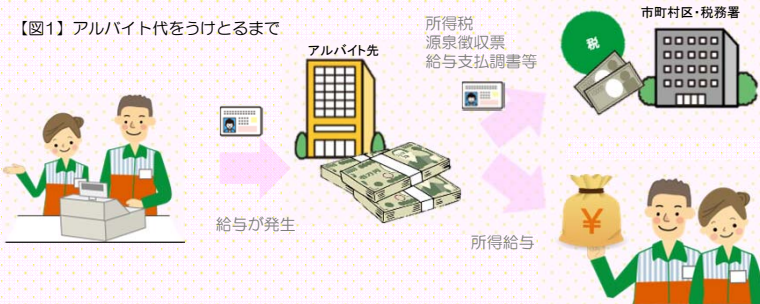 【図1】アルバイト代をうけとるまで
アルバイト先
所得税
源泉徴収票
給与支払調書等
税
市町村区・税務署
給与が発生
所得給与
¥